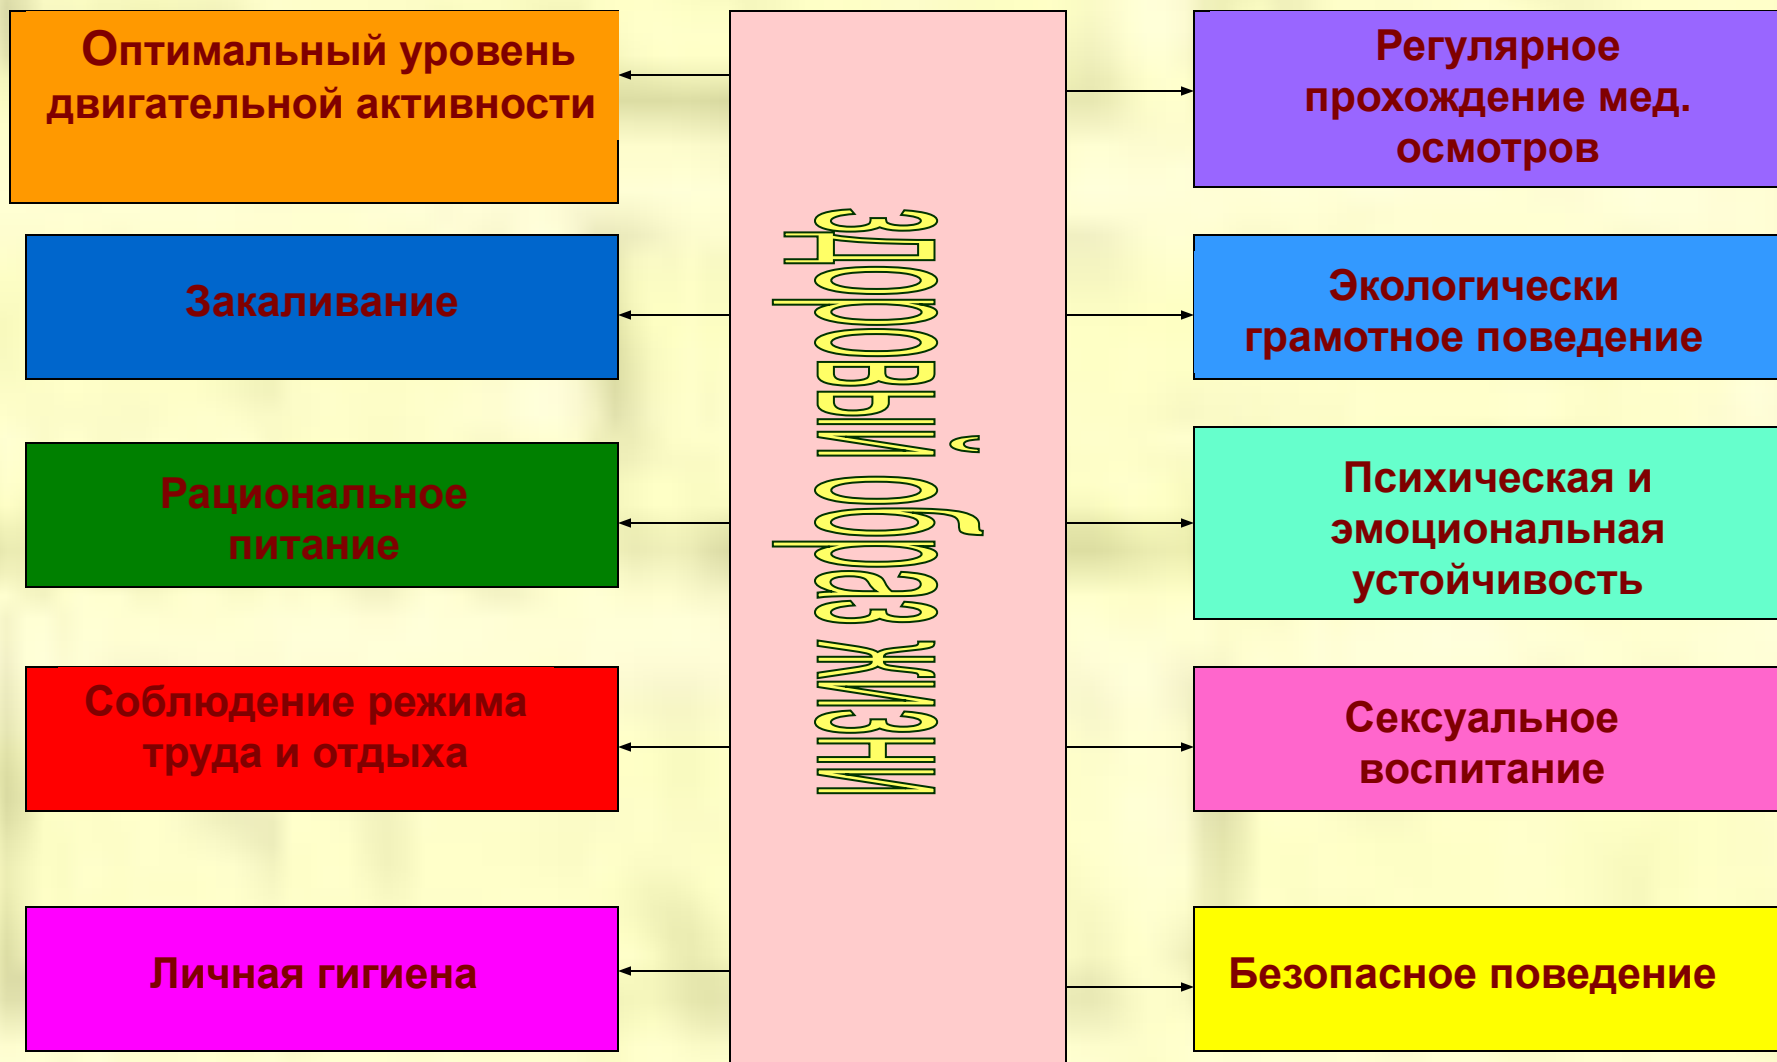 Оптимальный уровень
двигательной активности
Закаливание
Рациональное
питание
Соблюдение режима
труда и отдыха
Личная гигиена
здоровый образ жизни
Регулярное
прохождение мед.
осмотров
Экологически
грамотное поведение
Психическая и
эмоциональная
устойчивость
Сексуальное
воспитание
Безопасное поведение